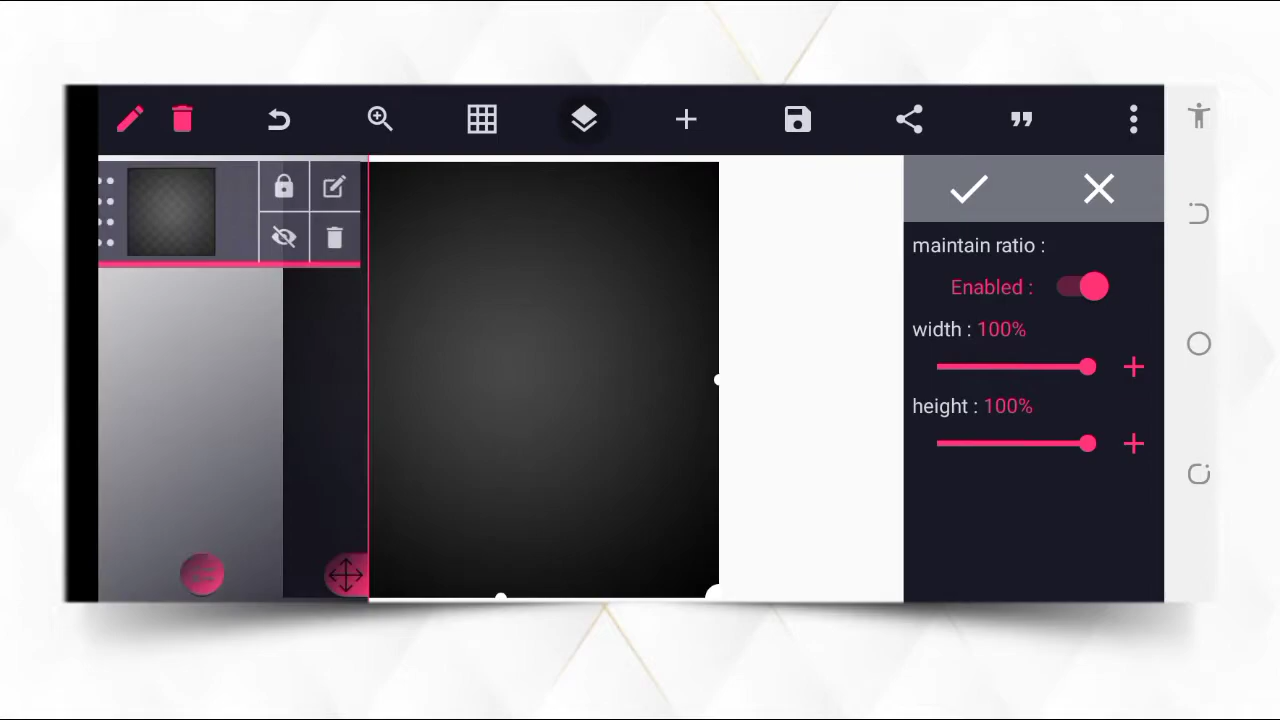 maintain ratio :
Enabled :
width : 100%
height : 100%